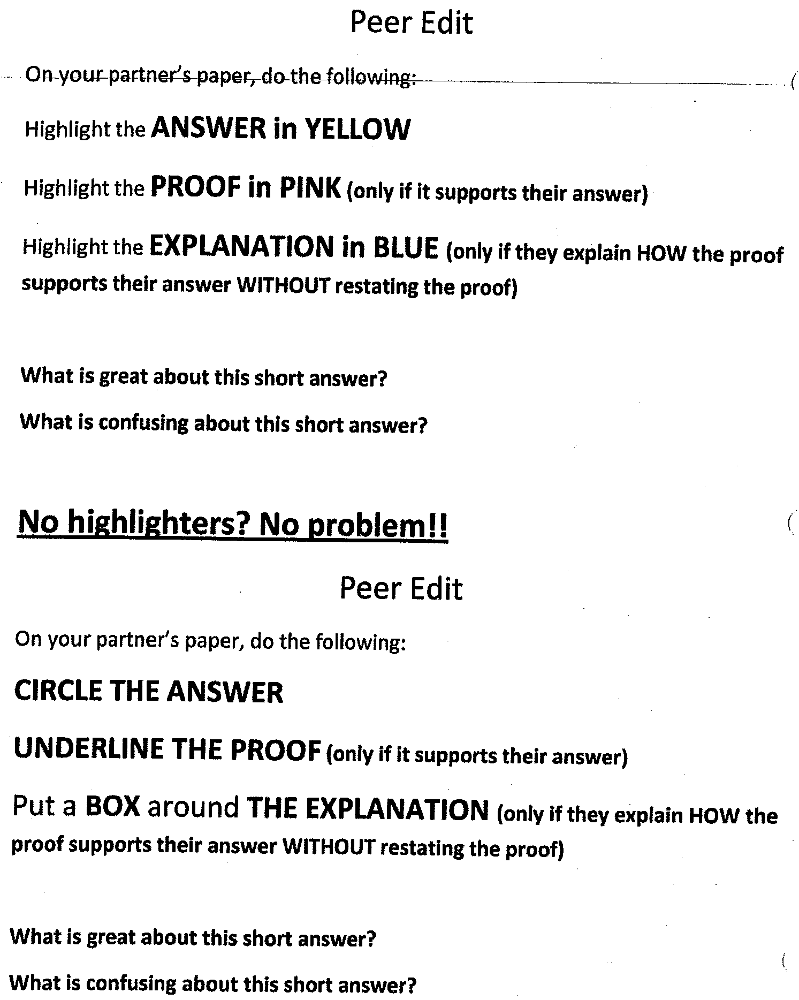 Peer Edit
On your partner's paper, do the following:
Highlight the ANSWER in YELLOW
Highlight the PROOF in PINK (only if it supports their answer)
Highlight the EXPLANATION in BLUE (only if they explain HOW the proof
supports their answer WITHOUT restating the proof)
What is great about this short answer?
What is confusing about this short answer?
No highlighters? No problem!!
Peer Edit
On your partner's paper, do the following:
CIRCLE THE ANSWER
UNDERLINE THE PROOF (only if it supports their answer)
Put a BOX around THE EXPLANATION (only if they explain HOW the
proof supports their answer WITHOUT restating the proof)
What is great about this short answer?
What is confusing about this short answer?